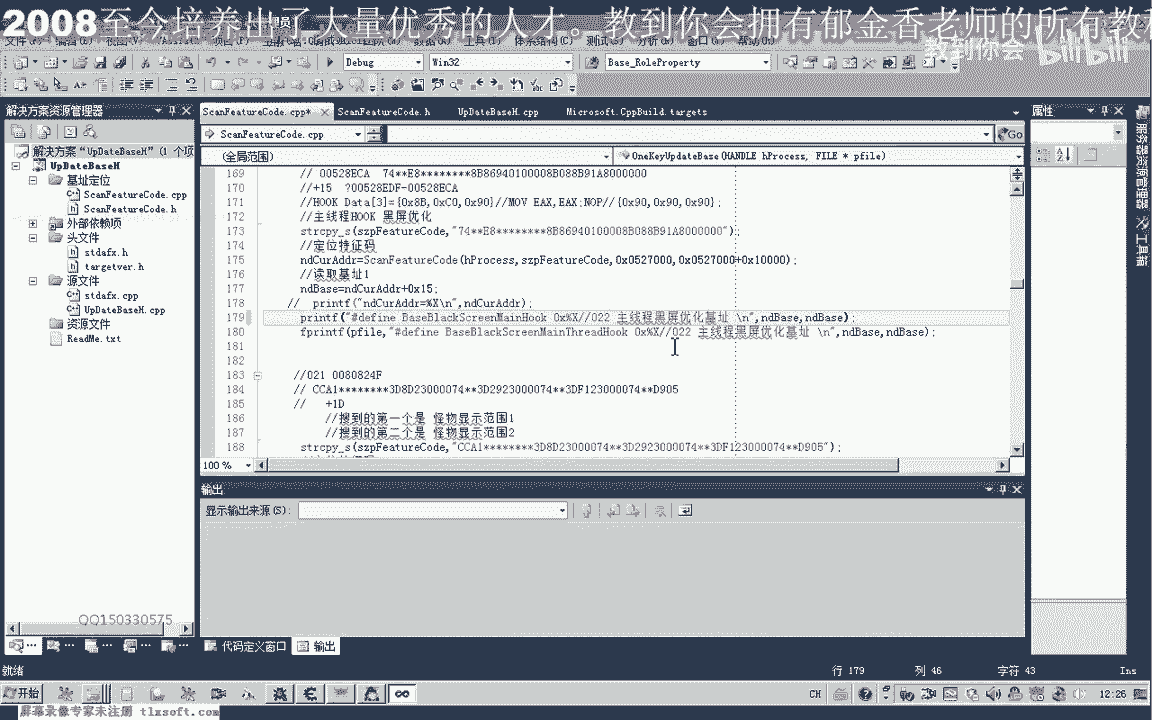 2008至今培养出了大量优秀的人才。教到你会拥有郁金香老师的所有教程
教到你会 bilibili
Debug Win32 Base_RoleProperty
解决方案资源管理器
ScanFeatureCode.cpp* ScanFeatureCode.h UpDateBaseH.cpp Microsoft.CppBuild.targets
属性
ScanFeatureCode.cpp
Go
(全局范围) OneKeyUpdateBase(HANDLE hProcess, FILE * pfile)
解决方案“UpDateBaseH”(1 个项
UpDateBaseH
基址定位
ScanFeatureCode.cpp
ScanFeatureCode.h
外部依赖项
头文件
stdafx.h
targetver.h
源文件
stdafx.cpp
UpDateBaseH.cpp
资源文件
ReadMe.txt
169 // 00528ECA 74**E8********8B86940100008B088B91A8000000
170 //+15 ?00528EDF-00528ECA
171 //HOOK Data[3]={0x8B,0xC0,0x90}//MOV EAX,EAX;NOP//{0x90,0x90,0x90};
172 //主线程HOOK 黑屏优化
173 strcpy_s(szpFeatureCode,"74**E8********8B86940100008B088B91A8000000");
174 //定位特征码
175 ndCurAddr=ScanFeatureCode(hProcess,szpFeatureCode,0x0527000,0x0527000+0x10000);
176 //读取基址1
177 ndBase=ndCurAddr+0x15;
178 // printf("ndCurAddr=%X\n",ndCurAddr);
179 printf("#define BaseBlackScreenMainHook 0x%X//022 主线程黑屏优化基址 \n",ndBase,ndBase);
180 fprintf(pfile,"#define BaseBlackScreenMainThreadHook 0x%X//022 主线程黑屏优化基址 \n",ndBase,ndBase);
181
182
183 //021 0080824F
184 // CCA1********3D8D23000074**3D2923000074**3DF123000074**D905
185 // +1D
186 //搜到的第一个是 怪物显示范围1
187 //搜到的第二个是 怪物显示范围2
188 strcpy_s(szpFeatureCode,"CCA1********3D8D23000074**3D2923000074**3DF123000074**D905");
100 %
输出
显示输出来源(S):
服务器资源管理器
工具箱
QQ150330575
代码定义窗口 输出
就绪
行 179 列 46 字符 43 Ins
开始
CH
12:26
屏幕录像专家未注册 tlxsoft.com